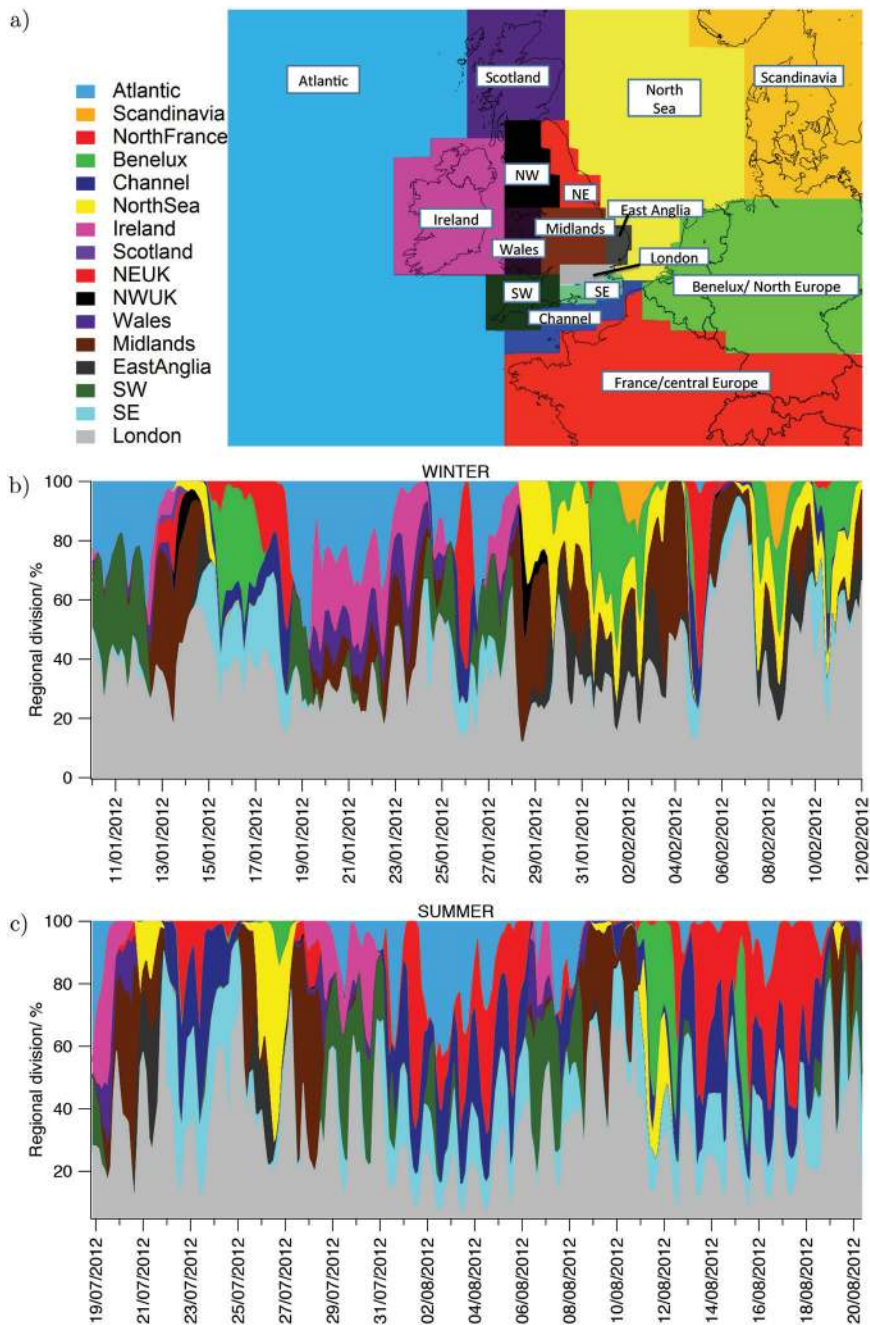 a)
Atlantic
Scandinavia
NorthFrance
Benelux
Channel
NorthSea
Ireland
Scotland
NEUK
NWUK
Wales
Midlands
EastAnglia
SW
SE
London
Atlantic
Scotland
North
Sea
Scandinavia
NW
NE
East Anglia
Ireland
Midlands
Wales
London
SW
SE
Benelux/ North Europe
Channel
France/central Europe
b)
WINTER
Regional division/ %
100
80
60
40
20
0
11/01/2012
13/01/2012
15/01/2012
17/01/2012
19/01/2012
21/01/2012
23/01/2012
25/01/2012
27/01/2012
29/01/2012
31/01/2012
02/02/2012
04/02/2012
06/02/2012
08/02/2012
10/02/2012
12/02/2012
c)
SUMMER
Regional division/ %
100
80
60
40
20
19/07/2012
21/07/2012
23/07/2012
25/07/2012
27/07/2012
29/07/2012
31/07/2012
02/08/2012
04/08/2012
06/08/2012
08/08/2012
10/08/2012
12/08/2012
14/08/2012
16/08/2012
18/08/2012
20/08/2012